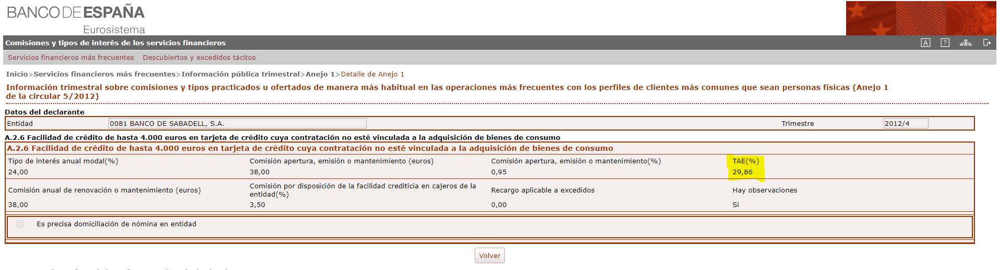 BANCO DE ESPAÑA
Eurosistema
Comisiones y tipos de interés de los servicios financieros
A ?
Servicios financieros más frecuentes Descubiertos y excedidos tácitos
Inicio>Servicios financieros más frecuentes>Información pública trimestral>Anejo 1>Detalle de Anejo 1
Información trimestral sobre comisiones y tipos practicados u ofertados de manera más habitual en las operaciones más frecuentes con los perfiles de clientes más comunes que sean personas físicas (Anejo 1
de la circular 5/2012)
Datos del declarante
Entidad 0081 BANCO DE SABADELL, S.A. Trimestre 2012/4
A.2.6 Facilidad de crédito de hasta 4.000 euros en tarjeta de crédito cuya contratación no esté vinculada a la adquisición de bienes de consumo
A.2.6 Facilidad de crédito de hasta 4.000 euros en tarjeta de crédito cuya contratación no esté vinculada a la adquisición de bienes de consumo
Tipo de interés anual modal(%) Comisión apertura, emisión o mantenimiento (euros) Comisión apertura, emisión o mantenimiento(%) TAE(%)
24,00 38,00 0,95 29,86
Comisión anual de renovación o mantenimiento (euros) Comisión por disposición de la facilidad crediticia en cajeros de la entidad(%) Recargo aplicable a excedidos Hay observaciones
38,00 3,50 0,00 Si
Es precisa domiciliación de nómina en entidad
Volver